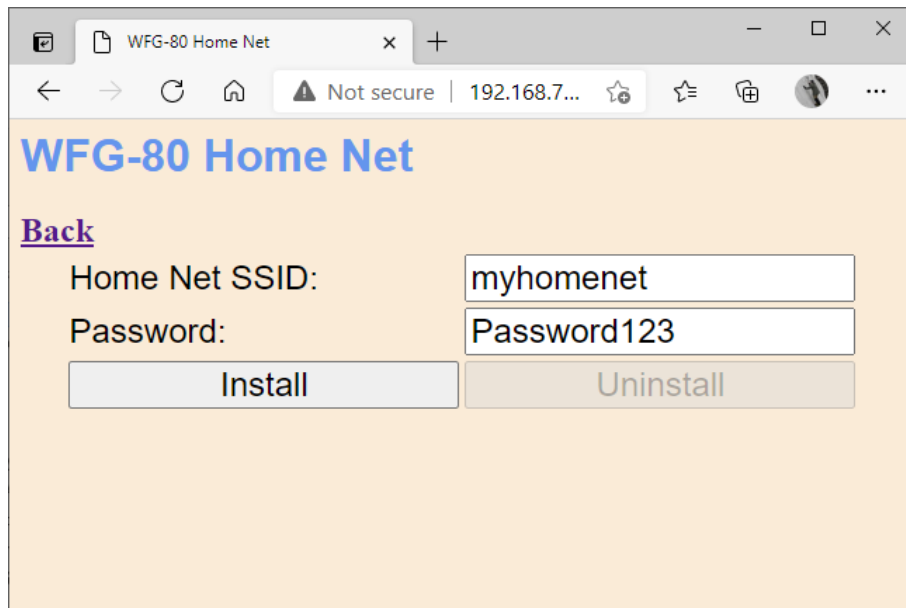 WFG-80 Home Net
Not secure 192.168.7...
WFG-80 Home Net
Back
Home Net SSID: myhomenet
Password: Password123
Install Uninstall